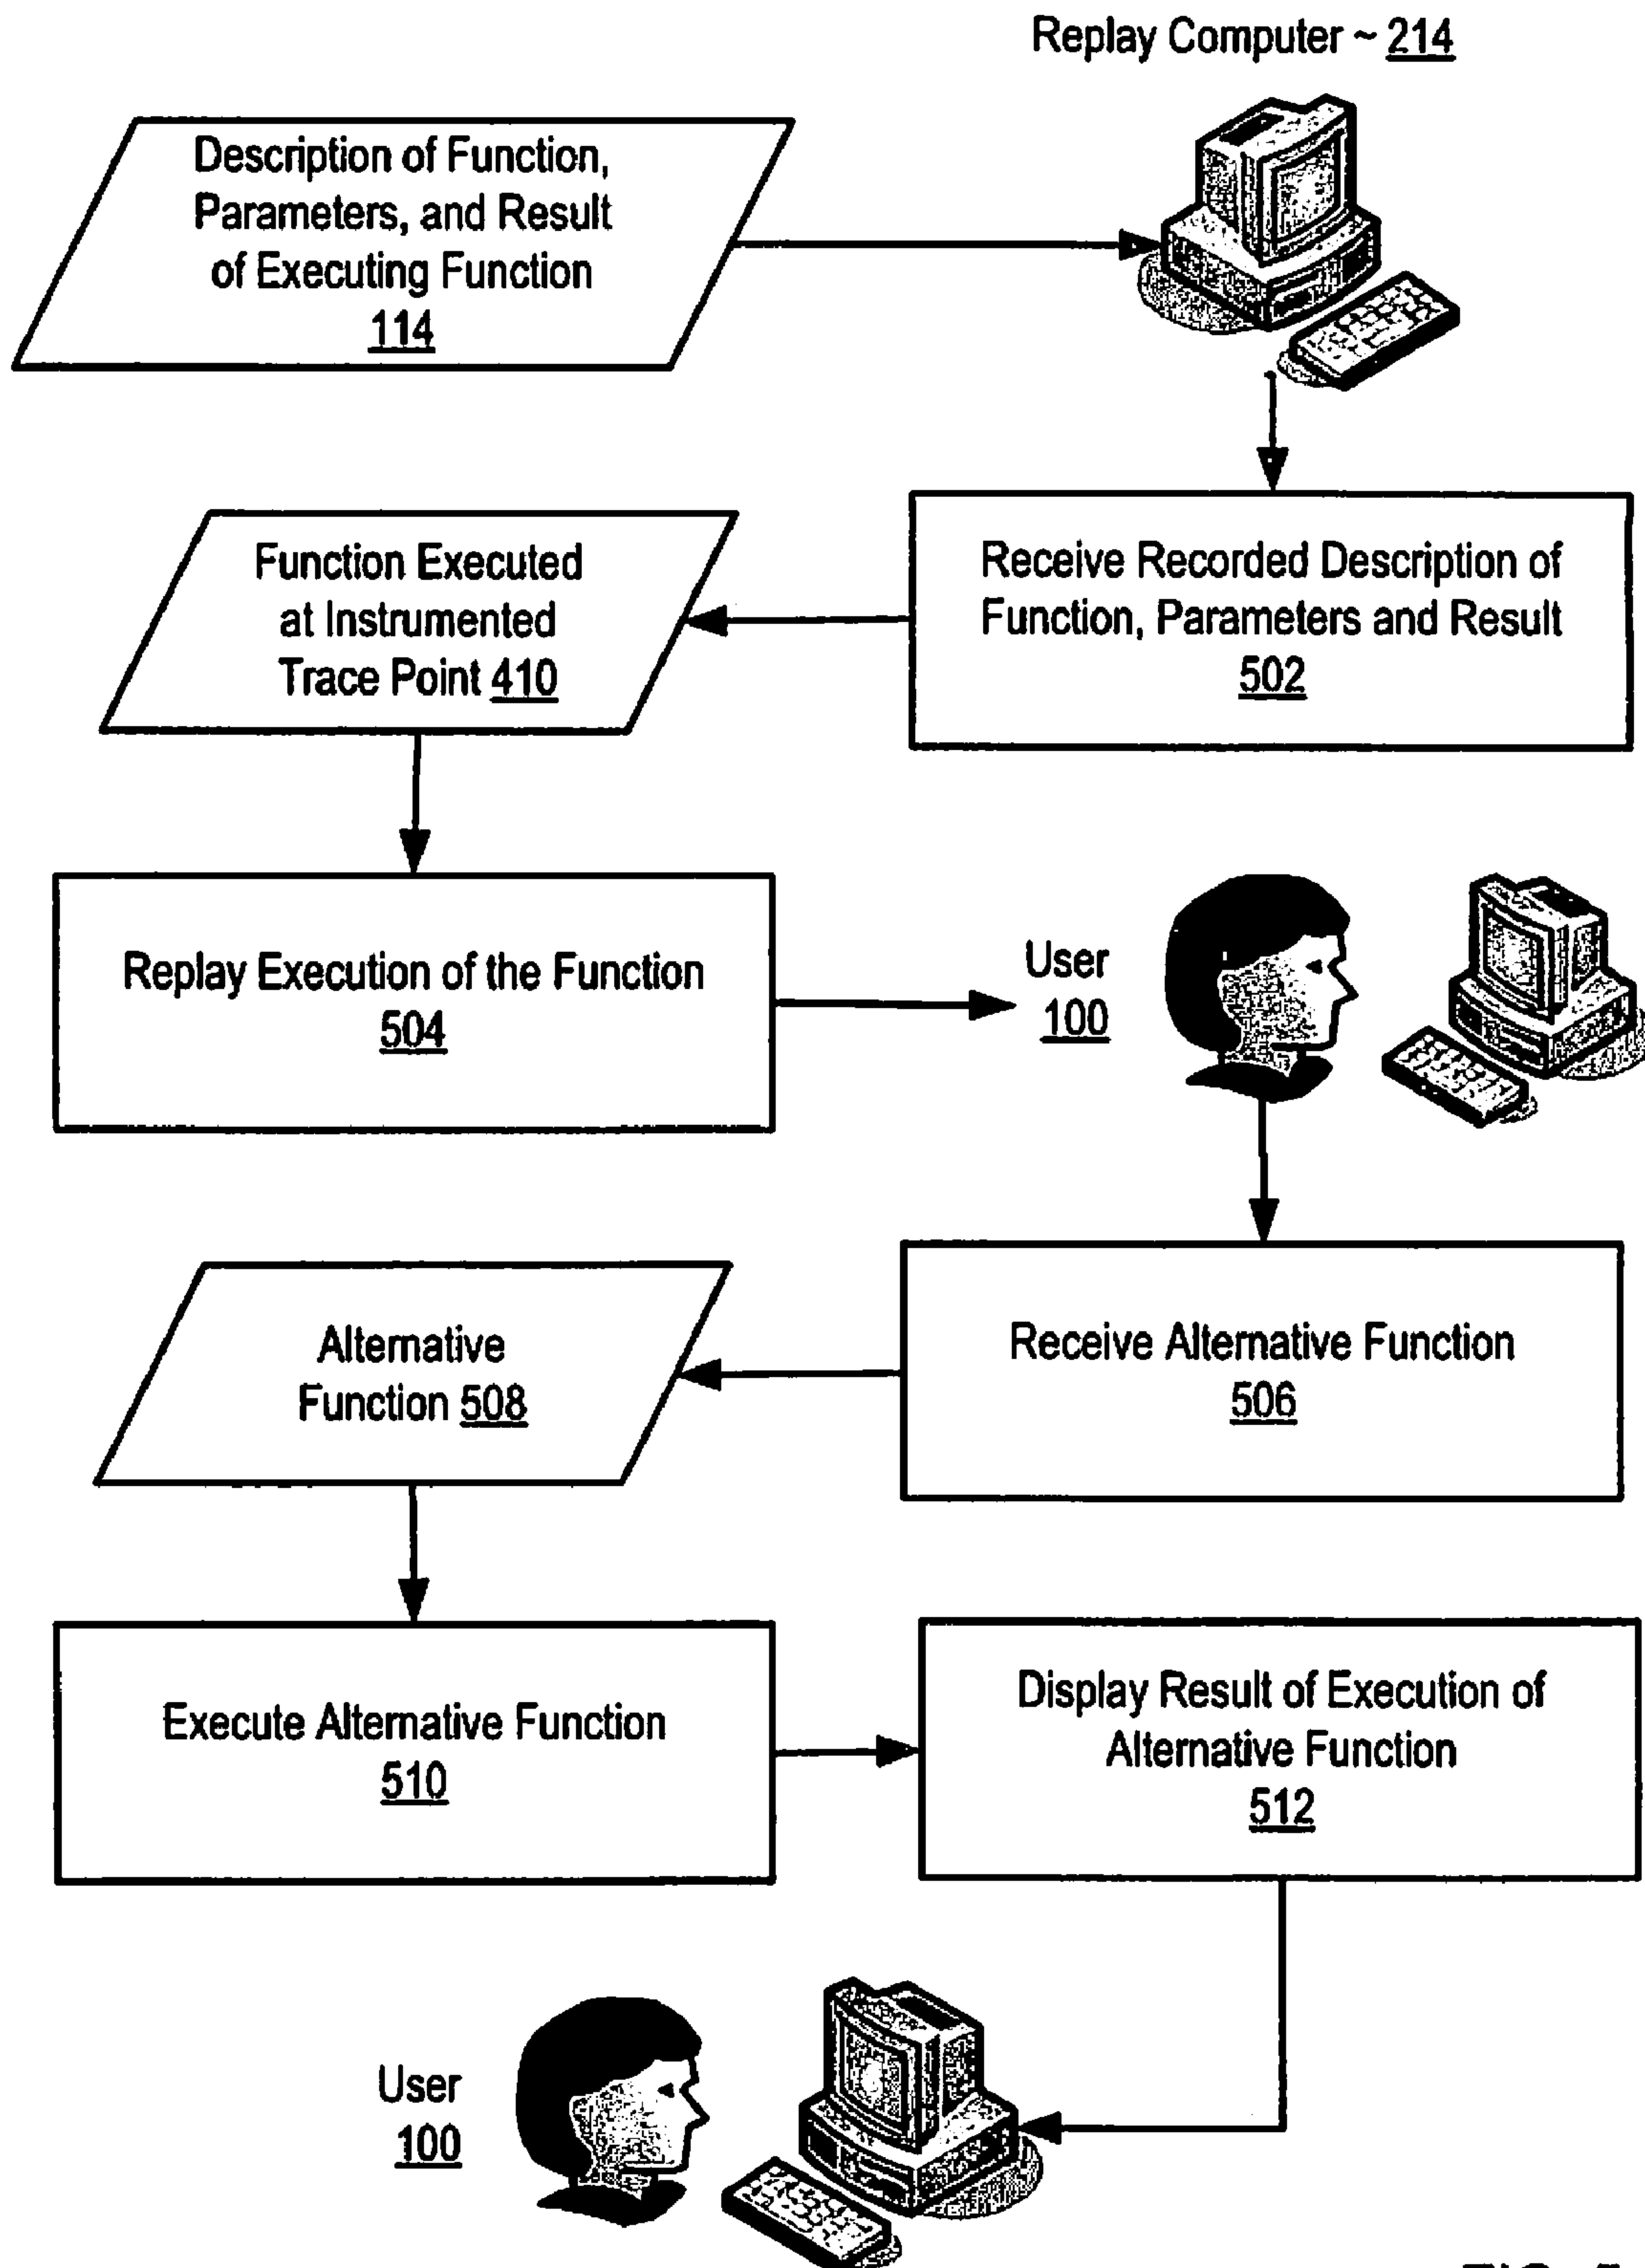 Replay Computer ~ 214
Description of Function,
Parameters, and Result
of Executing Function
114
Receive Recorded Description of
Function, Parameters and Result
502
Function Executed
at Instrumented
Trace Point 410
Replay Execution of the Function
504
User
100
Receive Alternative Function
506
Alternative
Function 508
Execute Alternative Function
510
Display Result of Execution of
Alternative Function
512
User
100